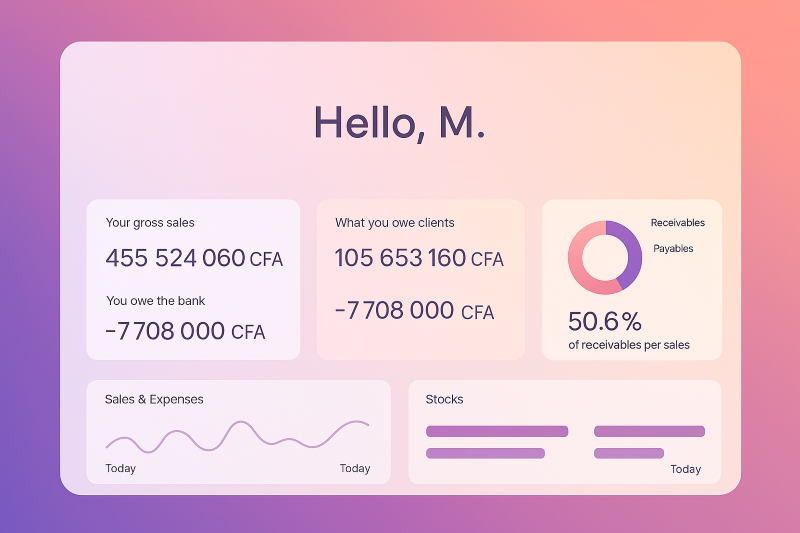 Hello, M.
Your gross sales
455 524 060 CFA
You owe the bank
-7 708 000 CFA
What you owe clients
105 653 160 CFA
-7 708 000 CFA
Receivables
Payables
50.6%
of receivables per sales
Sales & Expenses
Today
Today
Stocks
Today